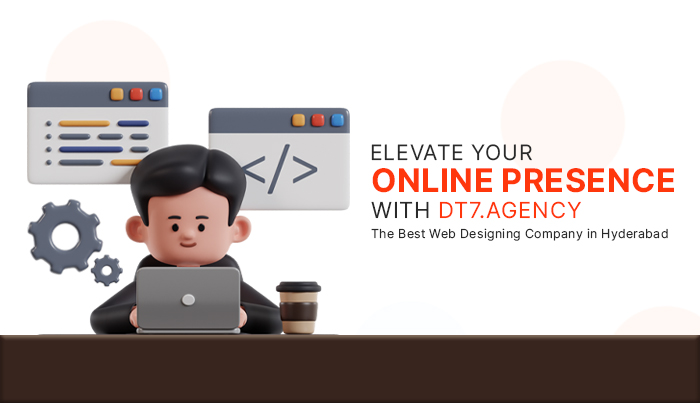 </>
ELEVATE YOUR
ONLINE PRESENCE
WITH DT7.AGENCY
The Best Web Designing Company in Hyderabad